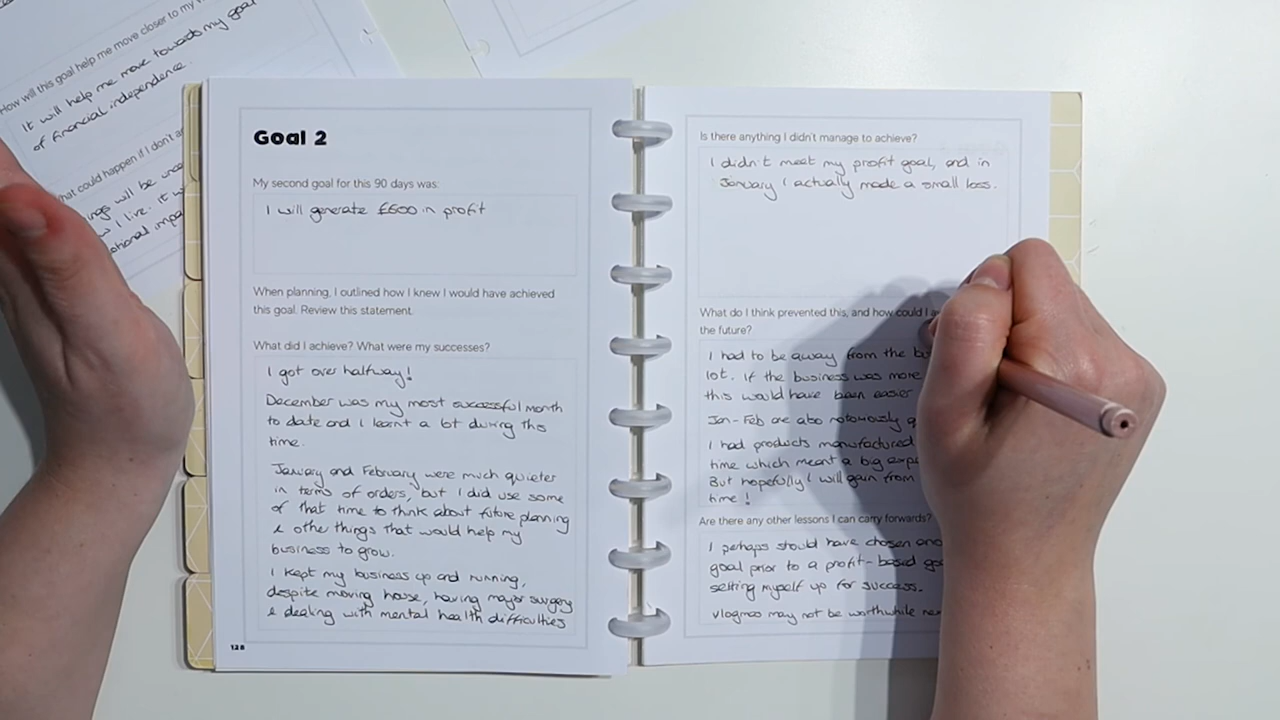 How will this goal help me move closer to my
It will help me move towards my goal
of financial independence.
What could happen if I don't
Goal 2
My second goal for this 90 days was:
I will generate £600 in profit
When planning, I outlined how I knew I would have achieved
this goal. Review this statement.
What did I achieve? What were my successes?
I got over halfway!
December was my most successful month
to date and I learnt a lot during this
time.
January and February were much quieter
in terms of orders, but I did use some
of that time to think about future planning
& other things that would help my
business to grow.
I kept my business up and running,
despite moving house, having major surgery
& dealing with mental health difficulties
128
Is there anything I didn't manage to achieve?
I didn't meet my profit goal, and in
January I actually made a small loss.
What do I think prevented this, and how could I
the future?
I had to be away from the
lot. If the business was more
this would have been easier
Jan-Feb are also notoriously
I had products manufactured
time which meant a big
But hopefully I will gain from
time!
Are there any other lessons I can carry forwards?
I perhaps should have chosen
goal prior to a profit-based
setting myself up for success.
Vlogmas may not be worthwhile